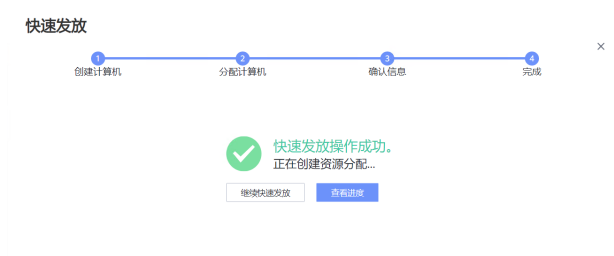 快速发放
1 2 3 4
创建计算机 分配计算机 确认信息 完成
快速发放操作成功。
正在创建资源分配...
继续快速发放 查看进度